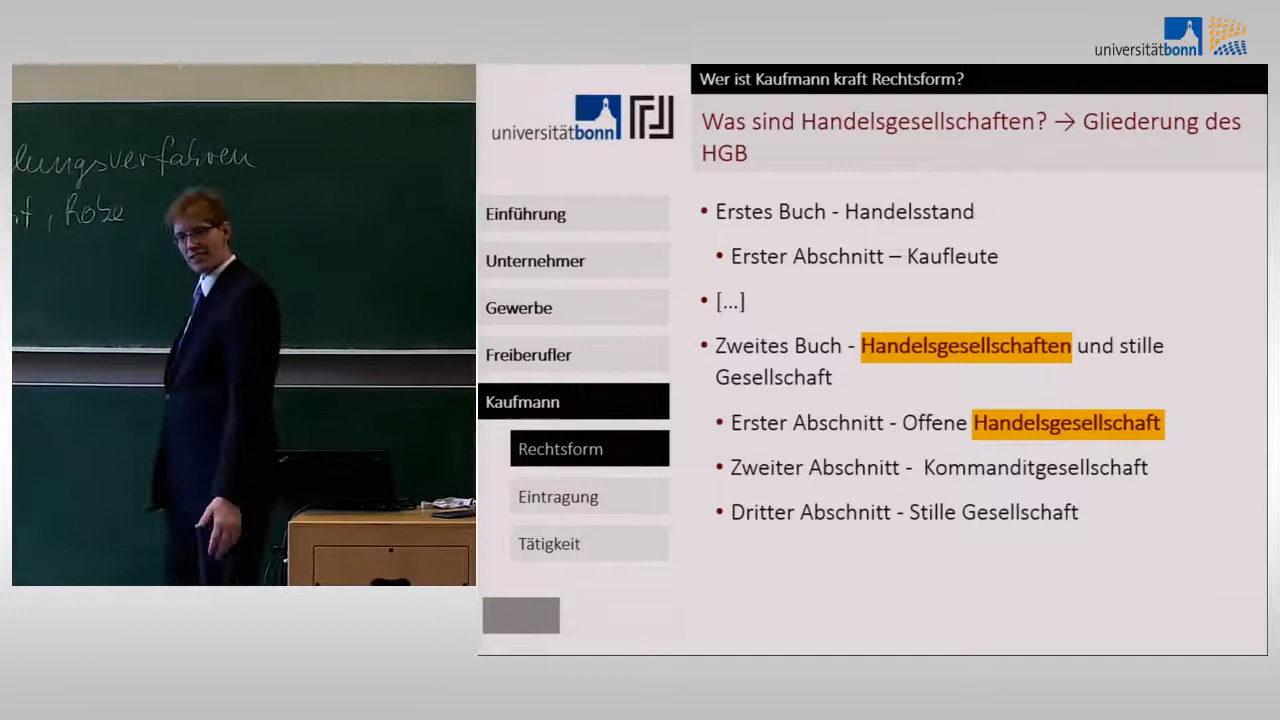 universitätbonn
Wer ist Kaufmann kraft Rechtsform?
universitätbonn
Was sind Handelsgesellschaften? → Gliederung des
HGB
lungsverfahren
, Robe
Einführung
Unternehmer
Gewerbe
Freiberufler
Kaufmann
Rechtsform
Eintragung
Tätigkeit
• Erstes Buch - Handelsstand
• Erster Abschnitt – Kaufleute
• [...]
• Zweites Buch - Handelsgesellschaften und stille
Gesellschaft
• Erster Abschnitt - Offene Handelsgesellschaft
• Zweiter Abschnitt - Kommanditgesellschaft
• Dritter Abschnitt - Stille Gesellschaft